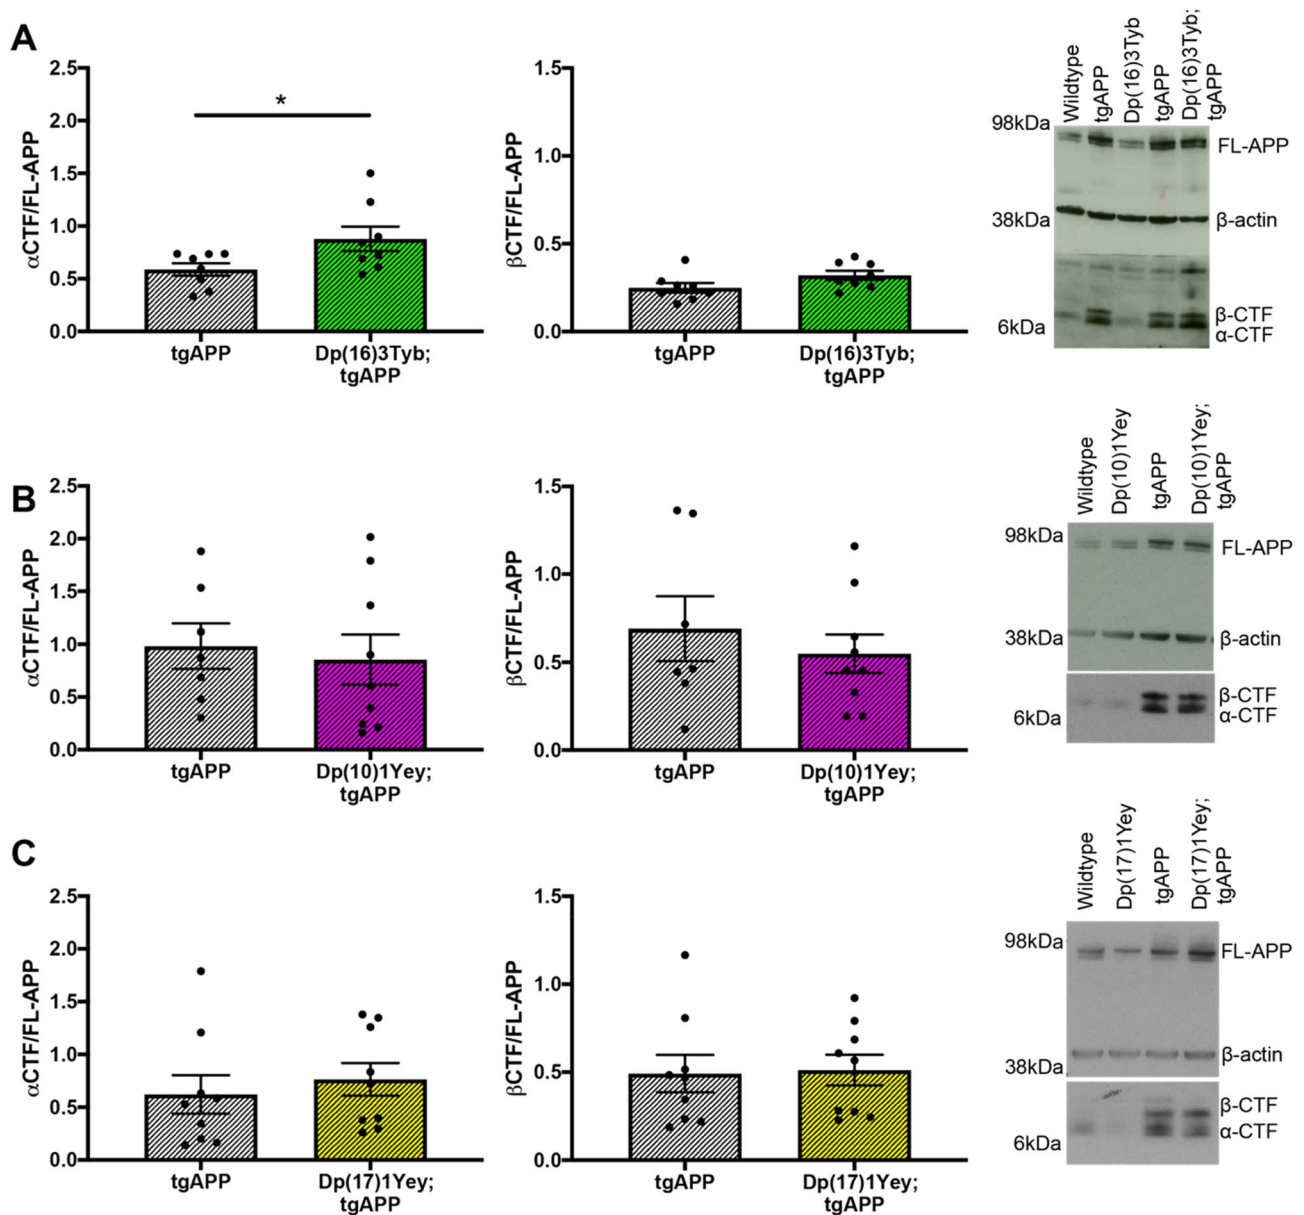 A
αCTF/FL-APP
2.5
2.0
1.5
1.0
0.5
0.0
*
tgAPP
Dp(16)3Tyb;
tgAPP
βCTF/FL-APP
1.5
1.0
0.5
0.0
tgAPP
Dp(16)3Tyb;
tgAPP
Wildtype
tgAPP
Dp(16)3Tyb
tgAPP
Dp(16)3Tyb;
tgAPP
98kDa
FL-APP
38kDa
β-actin
β-CTF
6kDa
α-CTF
B
αCTF/FL-APP
2.5
2.0
1.5
1.0
0.5
0.0
tgAPP
Dp(10)1Yey;
tgAPP
βCTF/FL-APP
1.5
1.0
0.5
0.0
tgAPP
Dp(10)1Yey;
tgAPP
Wildtype
Dp(10)1Yey
tgAPP
Dp(10)1Yey;
tgAPP
98kDa
FL-APP
38kDa
β-actin
β-CTF
α-CTF
6kDa
C
αCTF/FL-APP
2.5
2.0
1.5
1.0
0.5
0.0
tgAPP
Dp(17)1Yey;
tgAPP
βCTF/FL-APP
1.5
1.0
0.5
0.0
tgAPP
Dp(17)1Yey;
tgAPP
Wildtype
Dp(17)1Yey
tgAPP
Dp(17)1Yey;
tgAPP
98kDa
FL-APP
β-actin
38kDa
β-CTF
α-CTF
6kDa